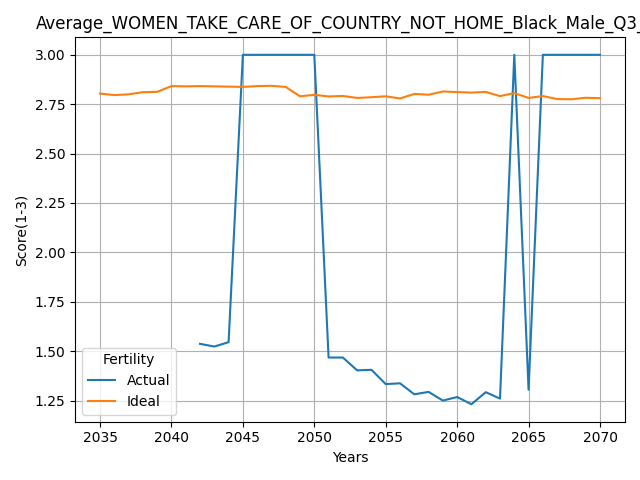 Average_WOMEN_TAKE_CARE_OF_COUNTRY_NOT_HOME_Black_Male_Q3_
Score(1-3)
3.00
2.75
2.50
2.25
2.00
1.75
1.50
1.25
Fertility
Actual
Ideal
2035 2040 2045 2050 2055 2060 2065 2070
Years